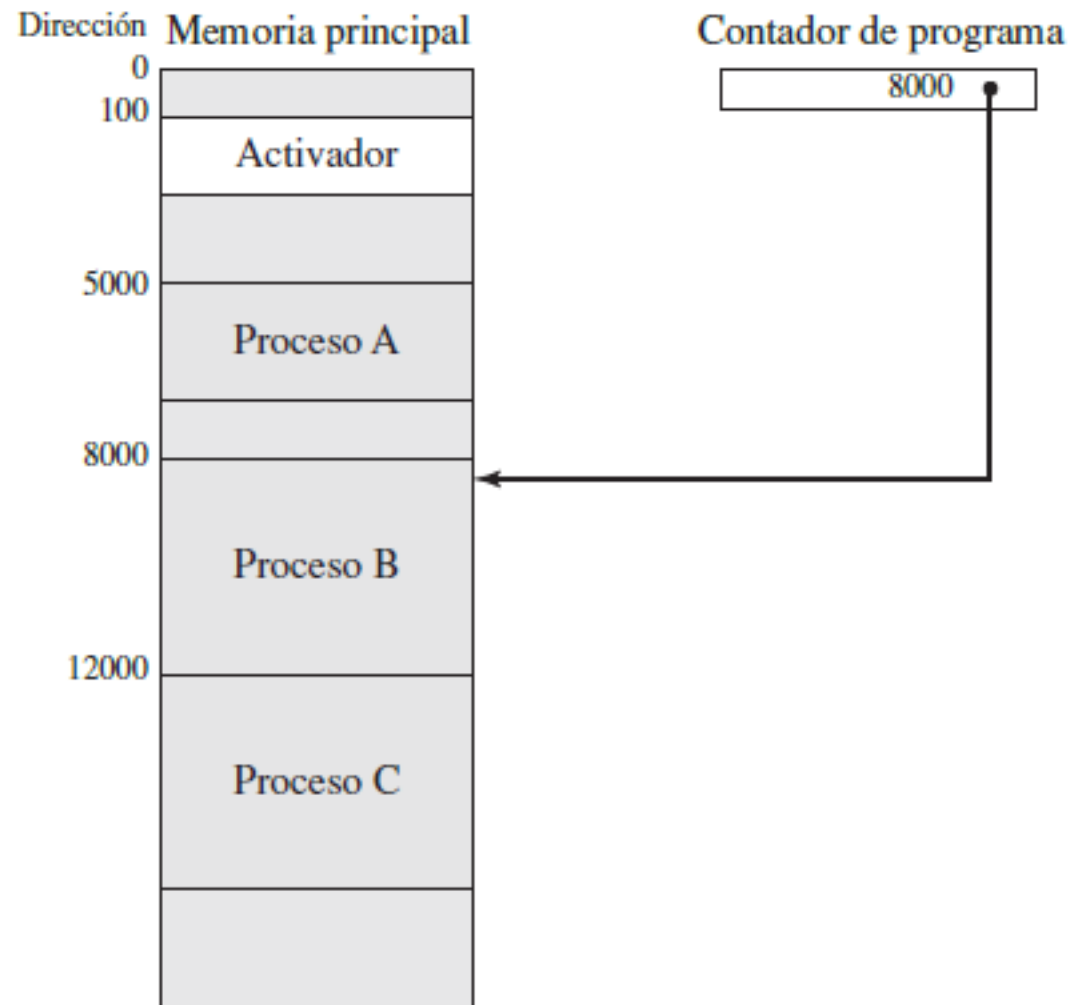 Dirección
Memoria principal
Contador de programa
0
8000
100
Activador
5000
Proceso A
8000
Proceso B
12000
Proceso C